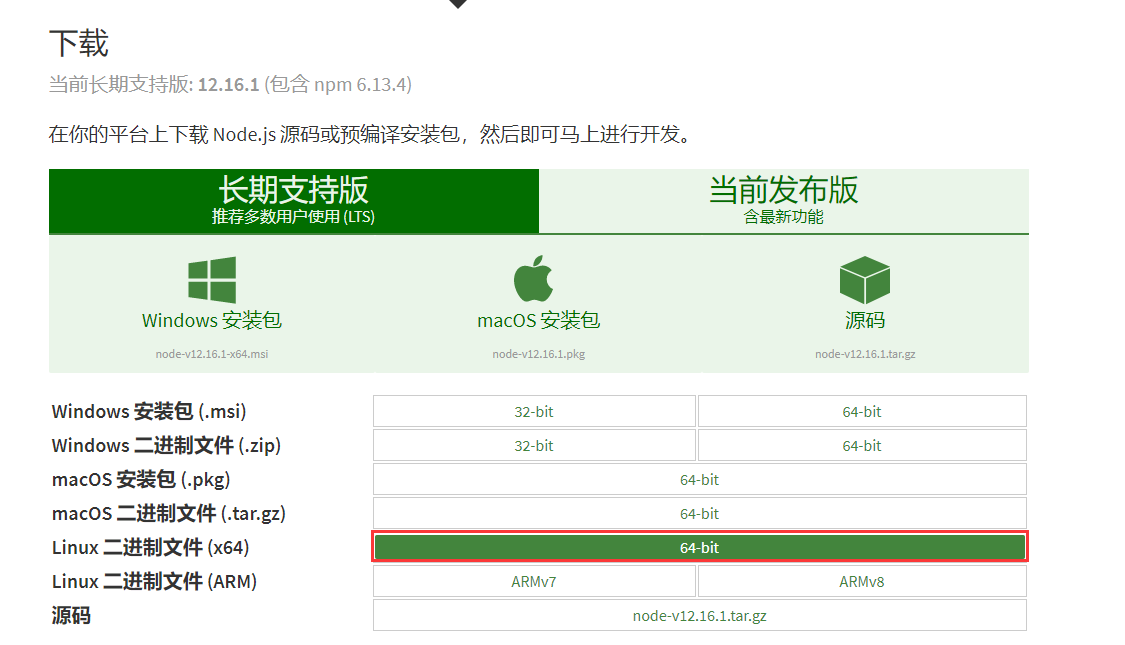 下载
当前长期支持版: 12.16.1 (包含 npm 6.13.4)
在你的平台上下载 Node.js 源码或预编译安装包，然后即可马上进行开发。
长期支持版
推荐多数用户使用 (LTS)
当前发布版
含最新功能
Windows 安装包
node-v12.16.1-x64.msi
macOS 安装包
node-v12.16.1.pkg
源码
node-v12.16.1.tar.gz
Windows 安装包 (.msi) 32-bit 64-bit
Windows 二进制文件 (.zip) 32-bit 64-bit
macOS 安装包 (.pkg) 64-bit
macOS 二进制文件 (.tar.gz) 64-bit
Linux 二进制文件 (x64) 64-bit
Linux 二进制文件 (ARM) ARMv7 ARMv8
源码 node-v12.16.1.tar.gz